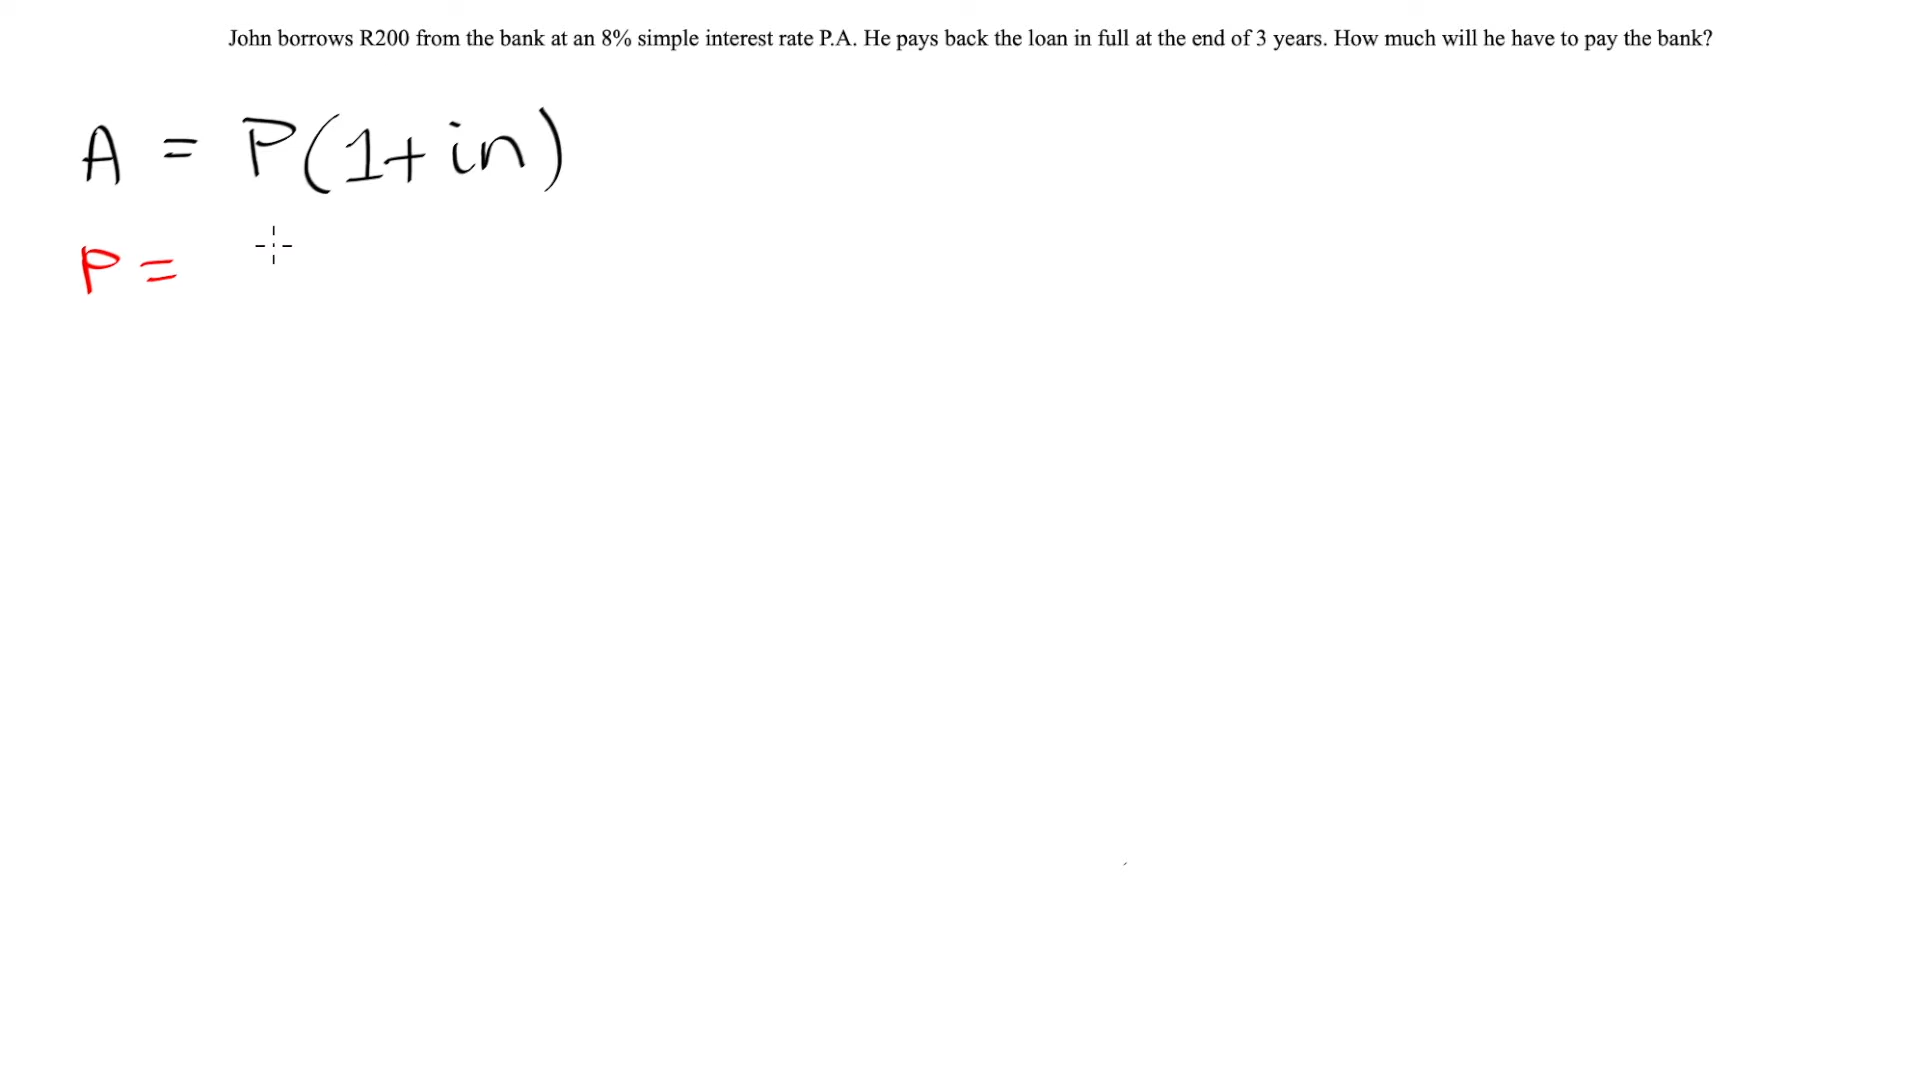 John borrows R200 from the bank at an 8% simple interest rate P.A. He pays back the loan in full at the end of 3 years. How much will he have to pay the bank?
A = P(1+in)
P =